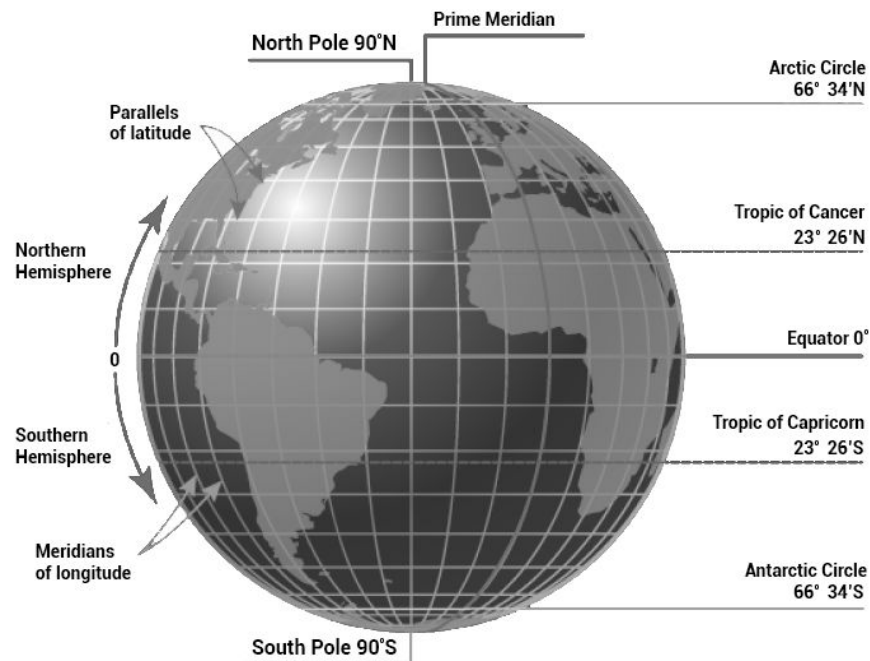 Prime Meridian
North Pole 90°N
Arctic Circle
66° 34'N
Parallels
of latitude
Tropic of Cancer
23° 26'N
Northern
Hemisphere
Equator 0°
0
Tropic of Capricorn
23° 26'S
Southern
Hemisphere
Meridians
of longitude
Antarctic Circle
66° 34'S
South Pole 90°S